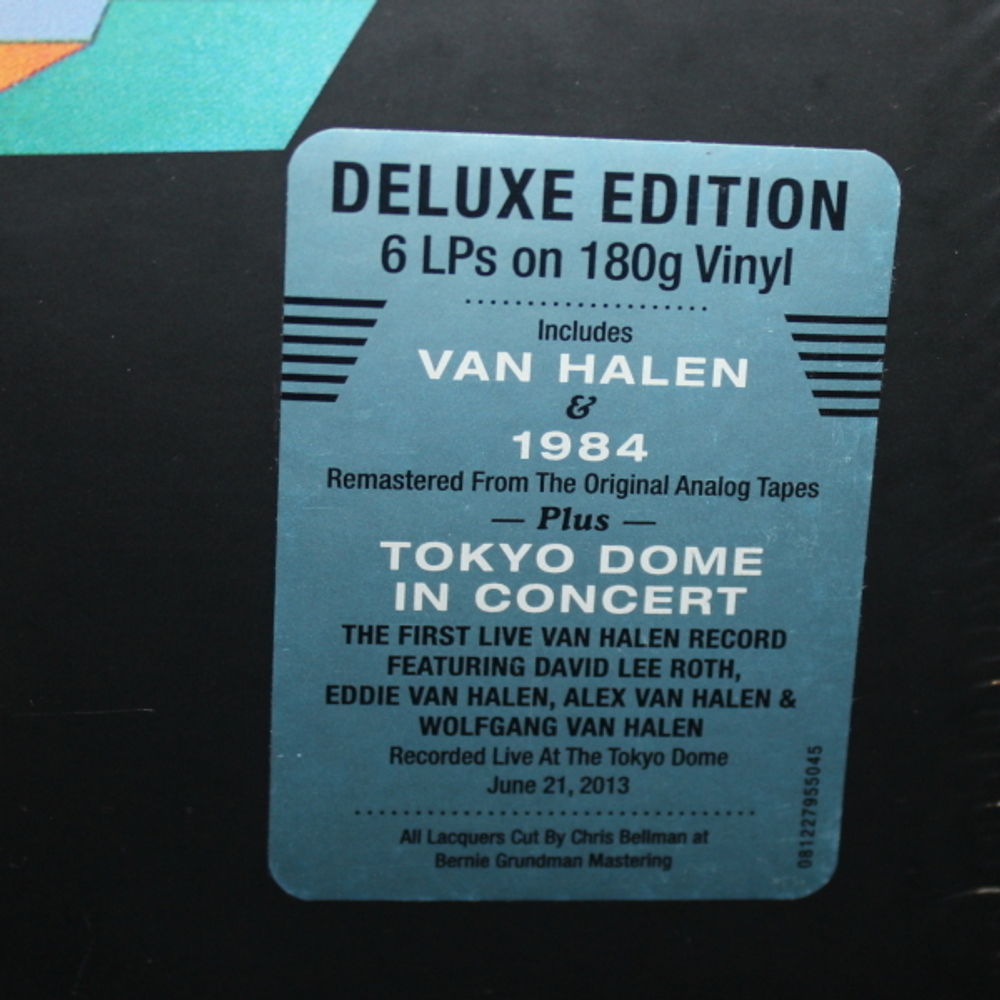 DELUXE EDITION
6 LPs on 180g Vinyl
Includes
VAN HALEN
&
1984
Remastered From The Original Analog Tapes
— Plus —
TOKYO DOME
IN CONCERT
THE FIRST LIVE VAN HALEN RECORD
FEATURING DAVID LEE ROTH,
EDDIE VAN HALEN, ALEX VAN HALEN &
WOLFGANG VAN HALEN
Recorded Live At The Tokyo Dome
June 21, 2013
All Lacquers Cut By Chris Bellman at
Bernie Grundman Mastering
081227955045